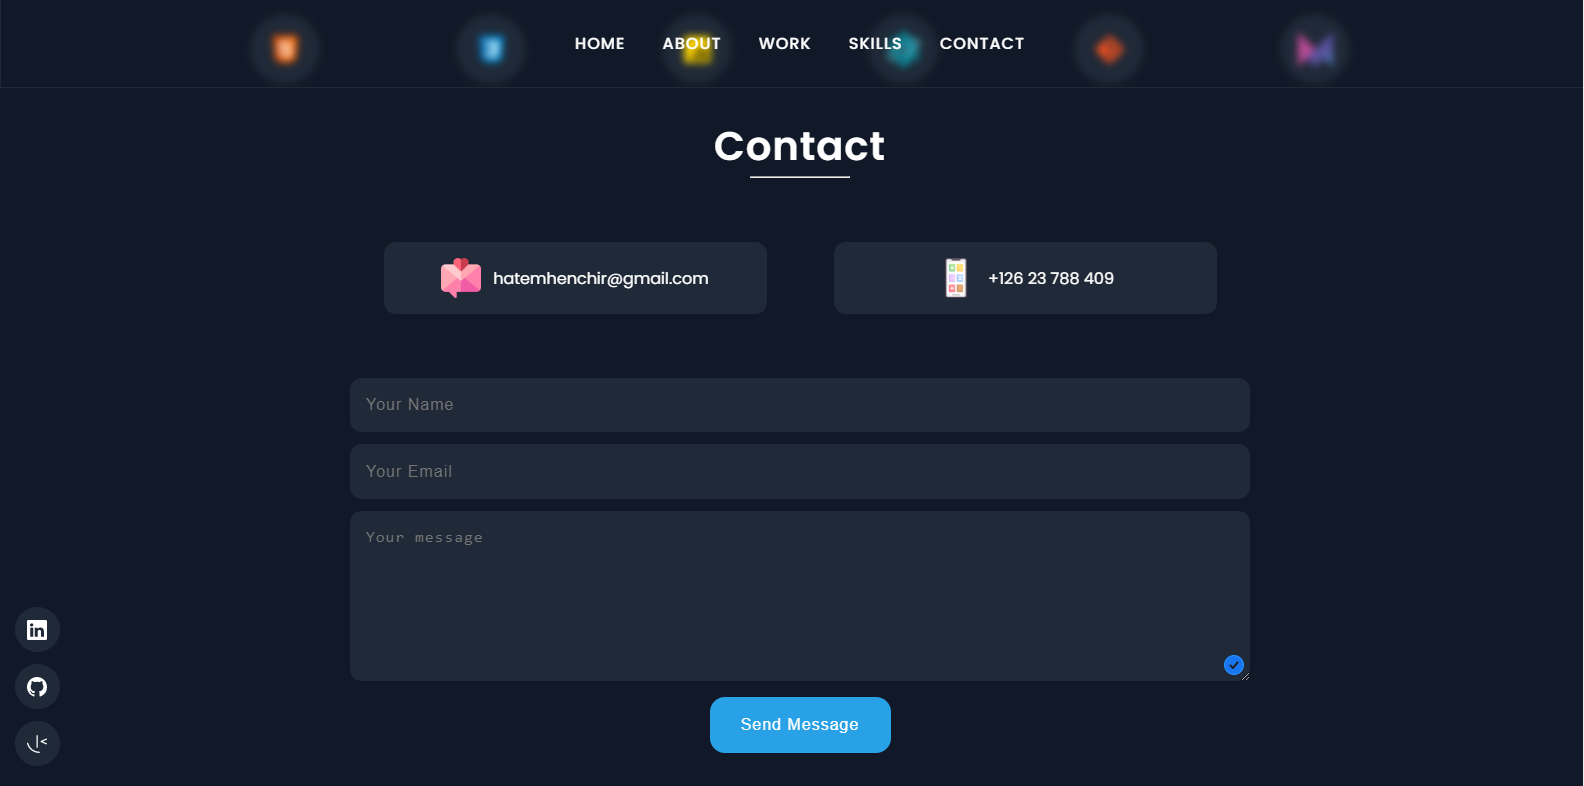 HOME ABOUT WORK SKILLS CONTACT
Contact
hatemhenchir@gmail.com
+126 23 788 409
Your Name
Your Email
Your message
in
Send Message